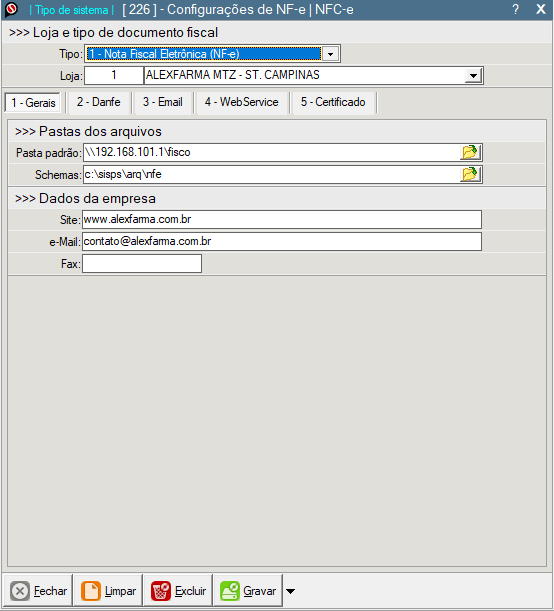 | Tipo de sistema | [ 226 ] - Configurações de NF-e | NFC-e ? X
>>> Loja e tipo de documento fiscal
Tipo: 1 - Nota Fiscal Eletrônica (NF-e)
Loja: 1 ALEXFARMA MTZ - ST. CAMPINAS
1 - Gerais 2 - Danfe 3 - Email 4 - WebService 5 - Certificado
>>> Pastas dos arquivos
Pasta padrão: \\192.168.101.1\fisco
Schemas: c:\sisps\arq\nfe
>>> Dados da empresa
Site: www.alexfarma.com.br
e-Mail: contato@alexfarma.com.br
Fax:
Fechar Limpar Excluir Gravar